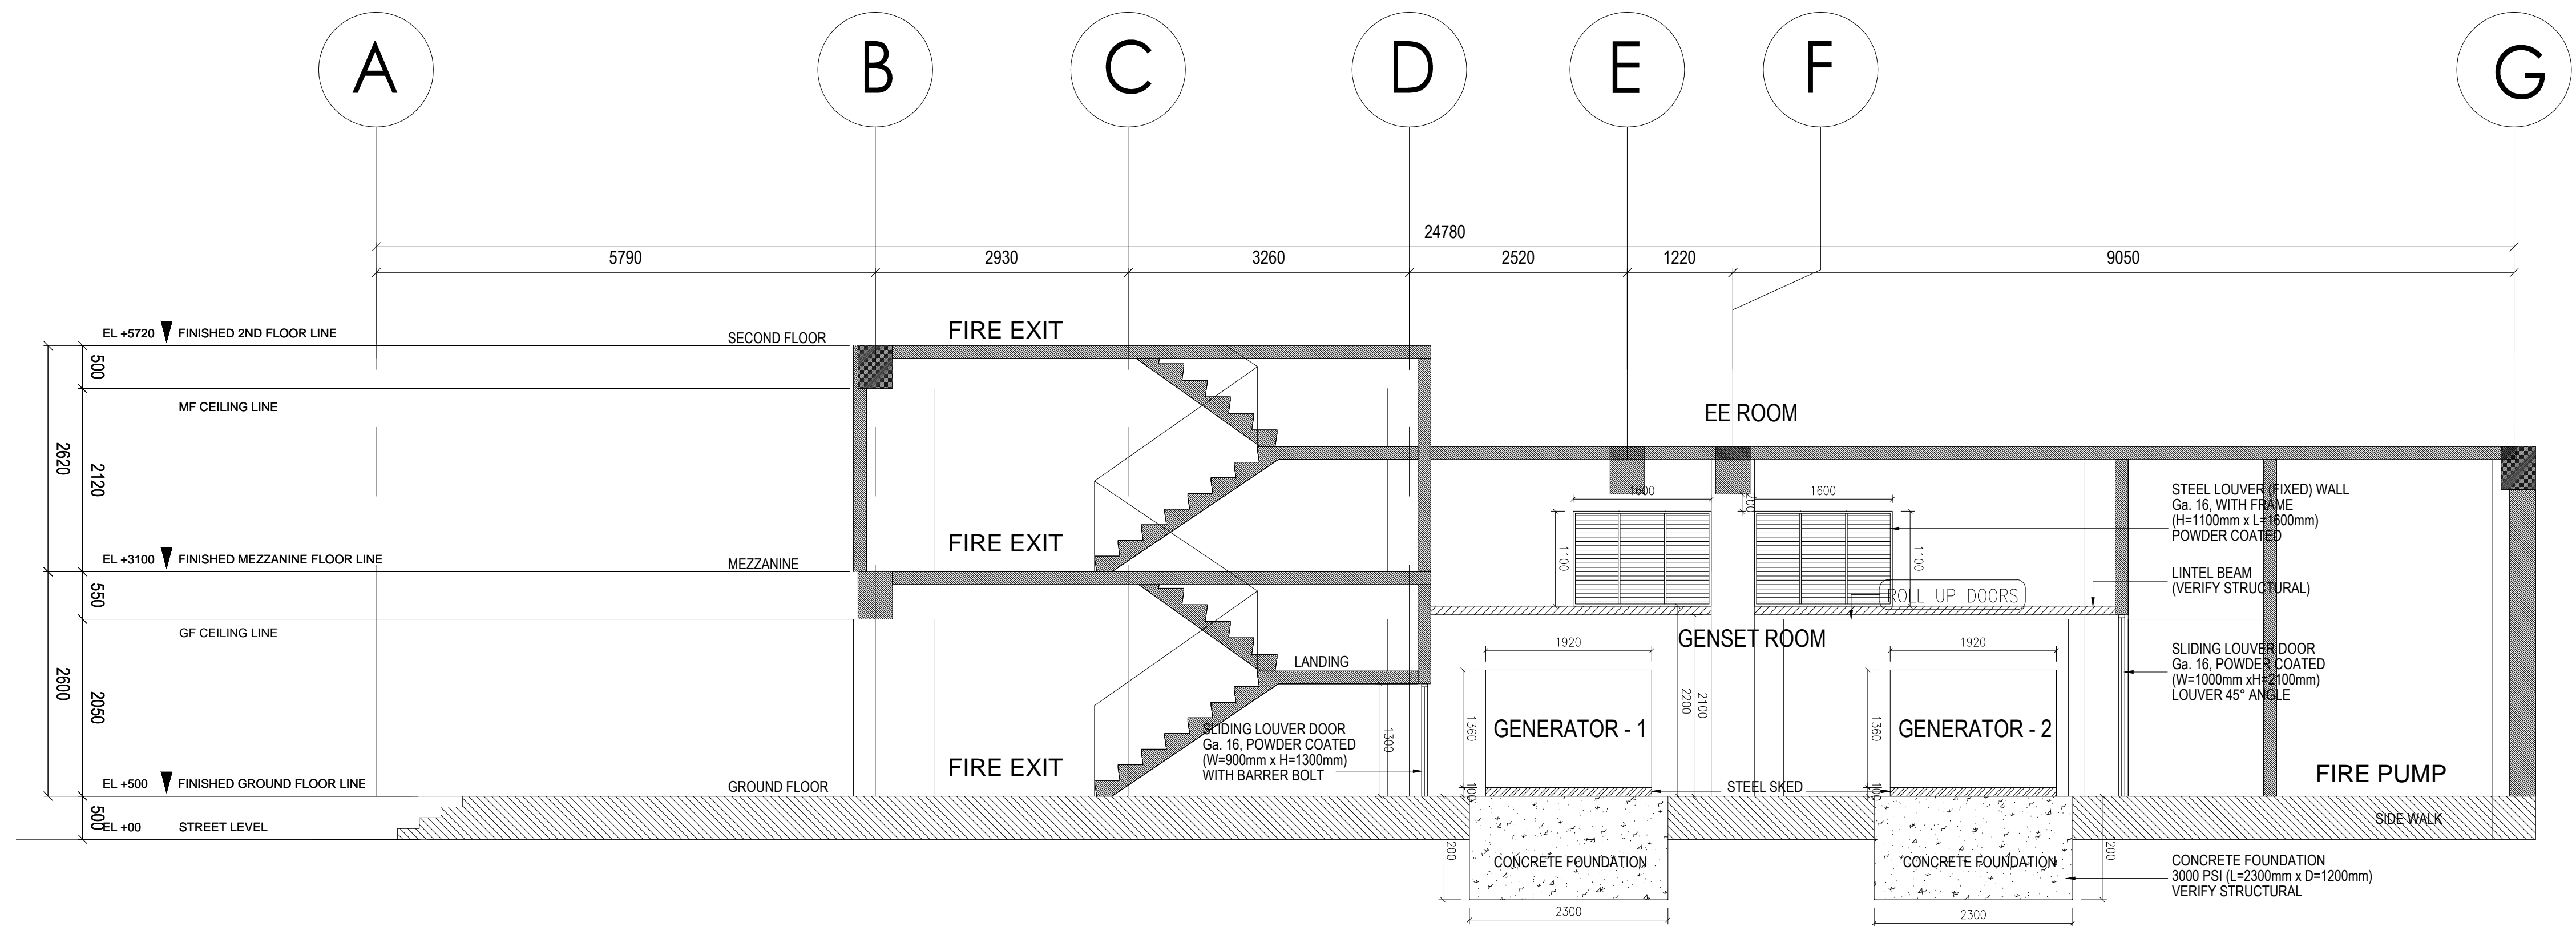 A B C D E F G
24780
5790 2930 3260 2520 1220 9050
EL +5720 FINISHED 2ND FLOOR LINE
SECOND FLOOR
FIRE EXIT
500
MF CEILING LINE
EE ROOM
2620
2120
1600
200
1600
STEEL LOUVER (FIXED) WALL
Ga. 16, WITH FRAME
(H=1100mm x L=1600mm)
POWDER COATED
1100
1100
FIRE EXIT
EL +3100 FINISHED MEZZANINE FLOOR LINE
MEZZANINE
LINTEL BEAM
(VERIFY STRUCTURAL)
550
ROLL UP DOORS
GF CEILING LINE
GENSET ROOM
1920
1920
LANDING
SLIDING LOUVER DOOR
Ga. 16, POWDER COATED
(W=1000mm xH=2100mm)
LOUVER 45° ANGLE
2600
2050
2200
2100
1360
1360
GENERATOR - 1
GENERATOR - 2
SLIDING LOUVER DOOR
Ga. 16, POWDER COATED
(W=900mm x H=1300mm)
WITH BARRER BOLT
1300
FIRE EXIT
FIRE PUMP
EL +500 FINISHED GROUND FLOOR LINE
GROUND FLOOR
STEEL SKED
100
100
500
EL +00 STREET LEVEL
SIDE WALK
1200
1200
CONCRETE FOUNDATION
CONCRETE FOUNDATION
CONCRETE FOUNDATION
3000 PSI (L=2300mm x D=1200mm)
VERIFY STRUCTURAL
2300
2300